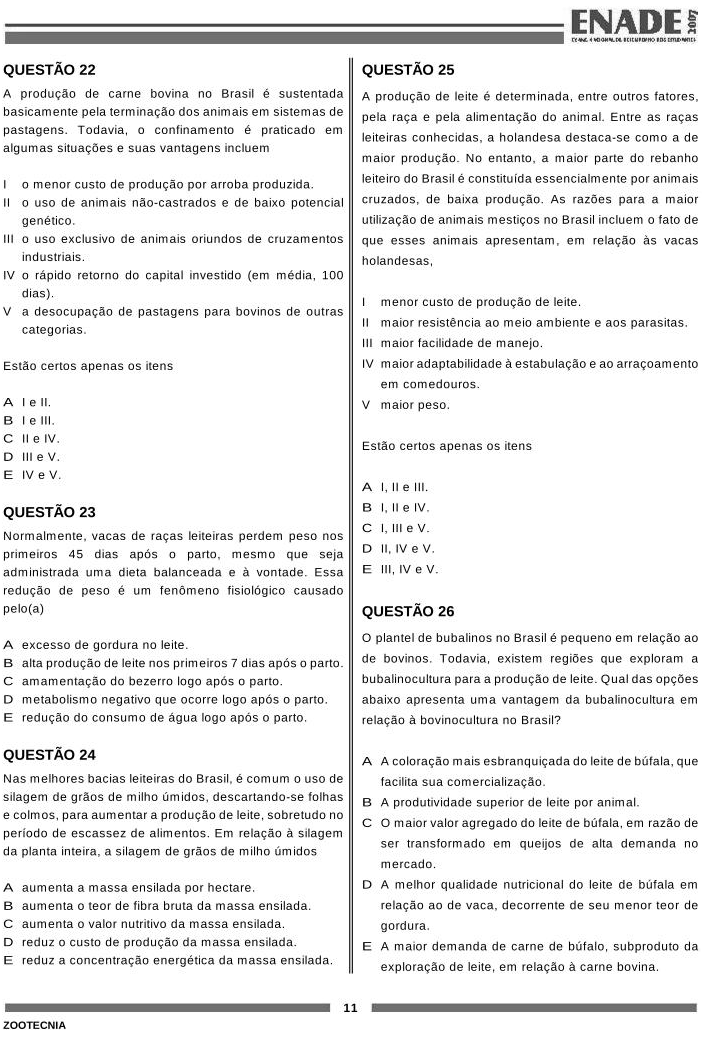 ENADE 2007
EXAME NACIONAL DE DESEMPENHO DOS ESTUDANTES
QUESTÃO 22
A produção de carne bovina no Brasil é sustentada
basicamente pela terminação dos animais em sistemas de
pastagens. Todavia, o confinamento é praticado em
algumas situações e suas vantagens incluem
I o menor custo de produção por arroba produzida.
II o uso de animais não-castrados e de baixo potencial
genético.
III o uso exclusivo de animais oriundos de cruzamentos
industriais.
IV o rápido retorno do capital investido (em média, 100
dias).
V a desocupação de pastagens para bovinos de outras
categorias.
Estão certos apenas os itens
A I e II.
B I e III.
C II e IV.
D III e V.
E IV e V.
QUESTÃO 23
Normalmente, vacas de raças leiteiras perdem peso nos
primeiros 45 dias após o parto, mesmo que seja
administrada uma dieta balanceada e à vontade. Essa
redução de peso é um fenômeno fisiológico causado
pelo(a)
A excesso de gordura no leite.
B alta produção de leite nos primeiros 7 dias após o parto.
C amamentação do bezerro logo após o parto.
D metabolismo negativo que ocorre logo após o parto.
E redução do consumo de água logo após o parto.
QUESTÃO 24
Nas melhores bacias leiteiras do Brasil, é comum o uso de
silagem de grãos de milho úmidos, descartando-se folhas
e colmos, para aumentar a produção de leite, sobretudo no
período de escassez de alimentos. Em relação à silagem
da planta inteira, a silagem de grãos de milho úmidos
A aumenta a massa ensilada por hectare.
B aumenta o teor de fibra bruta da massa ensilada.
C aumenta o valor nutritivo da massa ensilada.
D reduz o custo de produção da massa ensilada.
E reduz a concentração energética da massa ensilada.
QUESTÃO 25
A produção de leite é determinada, entre outros fatores,
pela raça e pela alimentação do animal. Entre as raças
leiteiras conhecidas, a holandesa destaca-se como a de
maior produção. No entanto, a maior parte do rebanho
leiteiro do Brasil é constituída essencialmente por animais
cruzados, de baixa produção. As razões para a maior
utilização de animais mestiços no Brasil incluem o fato de
que esses animais apresentam, em relação às vacas
holandesas,
I menor custo de produção de leite.
II maior resistência ao meio ambiente e aos parasitas.
III maior facilidade de manejo.
IV maior adaptabilidade à estabulação e ao arraçoamento
em comedouros.
V maior peso.
Estão certos apenas os itens
A I, II e III.
B I, II e IV.
C I, III e V.
D II, IV e V.
E III, IV e V.
QUESTÃO 26
O plantel de bubalinos no Brasil é pequeno em relação ao
de bovinos. Todavia, existem regiões que exploram a
bubalinocultura para a produção de leite. Qual das opções
abaixo apresenta uma vantagem da bubalinocultura em
relação à bovinocultura no Brasil?
A A coloração mais esbranquiçada do leite de búfala, que
facilita sua comercialização.
B A produtividade superior de leite por animal.
C O maior valor agregado do leite de búfala, em razão de
ser transformado em queijos de alta demanda no
mercado.
D A melhor qualidade nutricional do leite de búfala em
relação ao de vaca, decorrente de seu menor teor de
gordura.
E A maior demanda de carne de búfalo, subproduto da
exploração de leite, em relação à carne bovina.
11
ZOOTECNIA